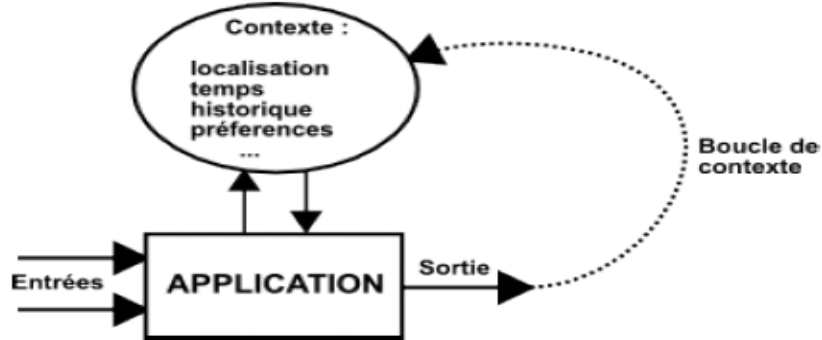 Contexte :
localisation
temps
historique
préferences
...
Boucle de
contexte
Entrées
APPLICATION
Sortie